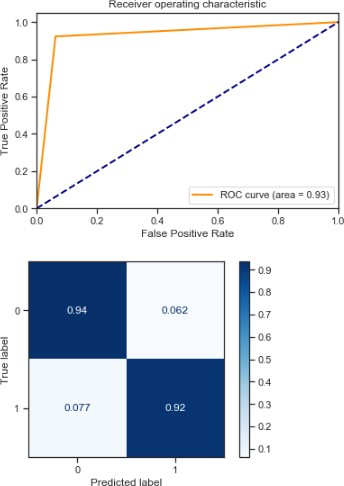 Receiver operating characteristic
1.0
0.8
0.6
0.4
0.2
0.0
True Positive Rate
ROC curve (area = 0.93)
0.0 0.2 0.4 0.6 0.8 1.0
False Positive Rate
True label
0
1
0.94 0.062
0.077 0.92
0 1
Predicted label
0.9
0.8
0.7
0.6
0.5
0.4
0.3
0.2
0.1